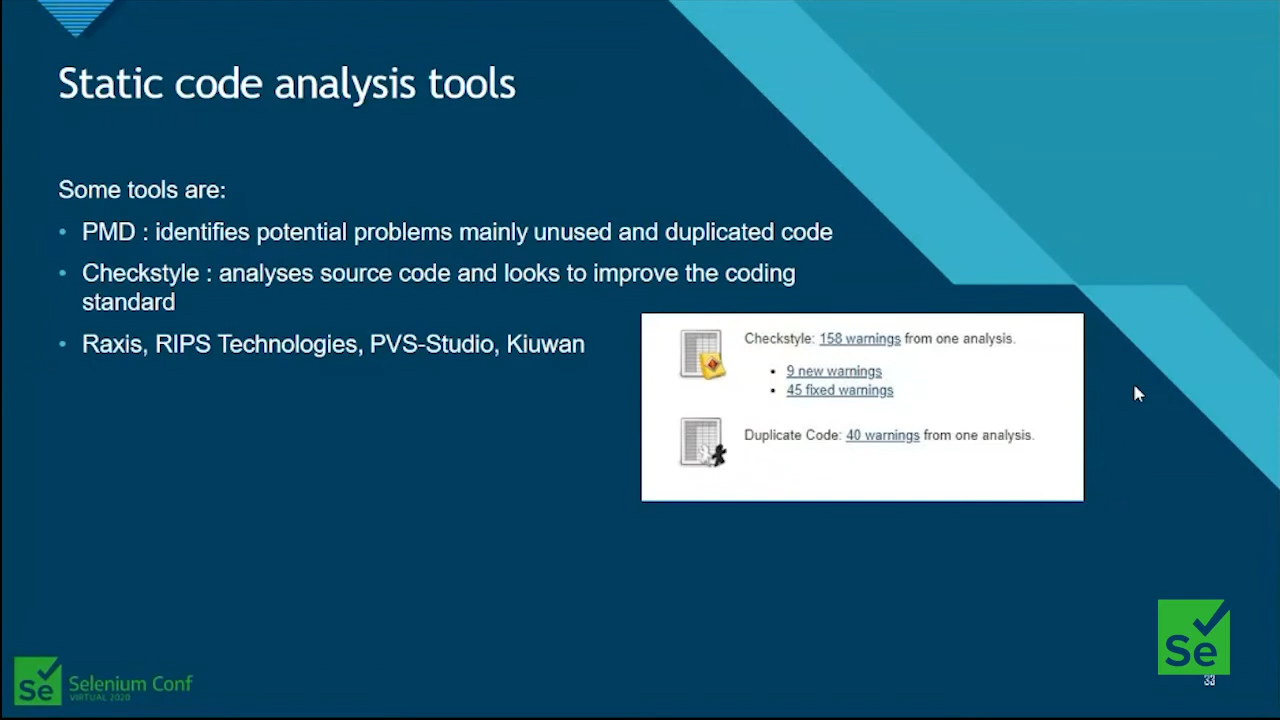 Static code analysis tools
Some tools are:
• PMD : identifies potential problems mainly unused and duplicated code
• Checkstyle : analyses source code and looks to improve the coding
standard
• Raxis, RIPS Technologies, PVS-Studio, Kiuwan
Checkstyle: 158 warnings from one analysis.
• 9 new warnings
• 45 fixed warnings
Duplicate Code: 40 warnings from one analysis.
Se
33
Se
Selenium Conf
VIRTUAL 2020